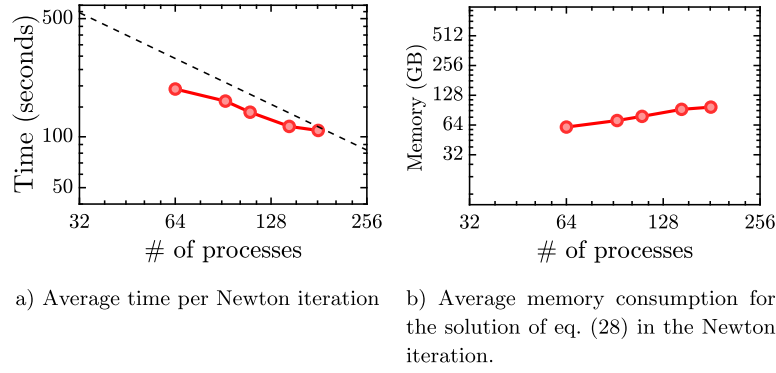 500
100
50
Time (seconds)
32 64 128 256
# of processes
a) Average time per Newton iteration
512
256
128
64
32
Memory (GB)
32 64 128 256
# of processes
b) Average memory consumption for
the solution of eq. (28) in the Newton
iteration.